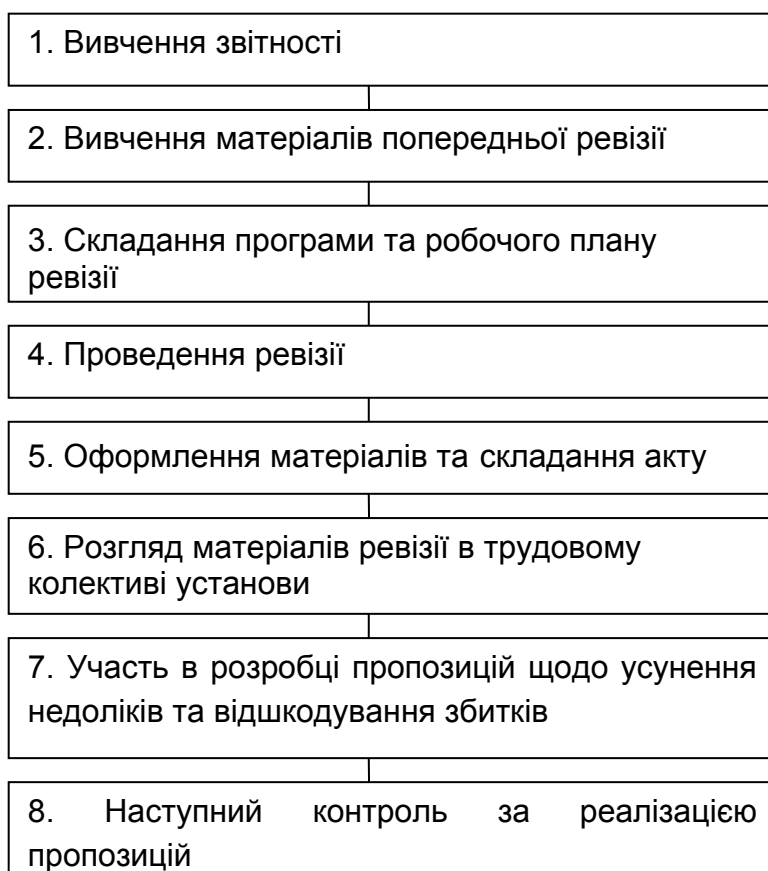 1. Вивчення звітності
2. Вивчення матеріалів попередньої ревізії
3. Складання програми та робочого плану
ревізії
4. Проведення ревізії
5. Оформлення матеріалів та складання акту
6. Розгляд матеріалів ревізії в трудовому
колективі установи
7. Участь в розробці пропозицій щодо усунення
недоліків та відшкодування збитків
8. Наступний контроль за реалізацією
пропозицій